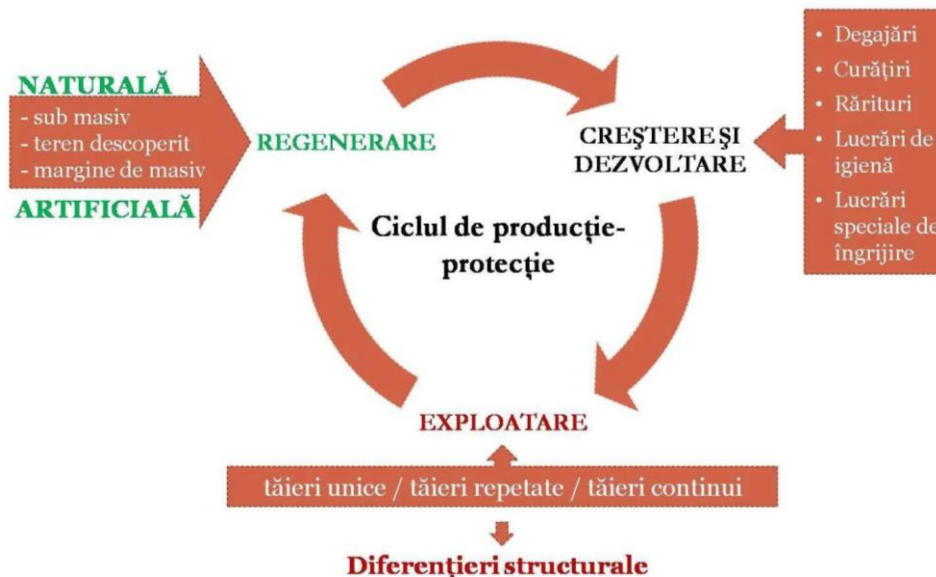 NATURALĂ
- sub masiv
- teren descoperit
- margine de masiv
ARTIFICIALĂ
REGENERARE
CREŞTERE ŞI
DEZVOLTARE
• Degajări
• Curăţiri
• Rărituri
• Lucrări de
igienă
• Lucrări
speciale de
îngrijire
Ciclul de producţie-
protecţie
EXPLOATARE
tăieri unice / tăieri repetate / tăieri continui
Diferenţieri structurale